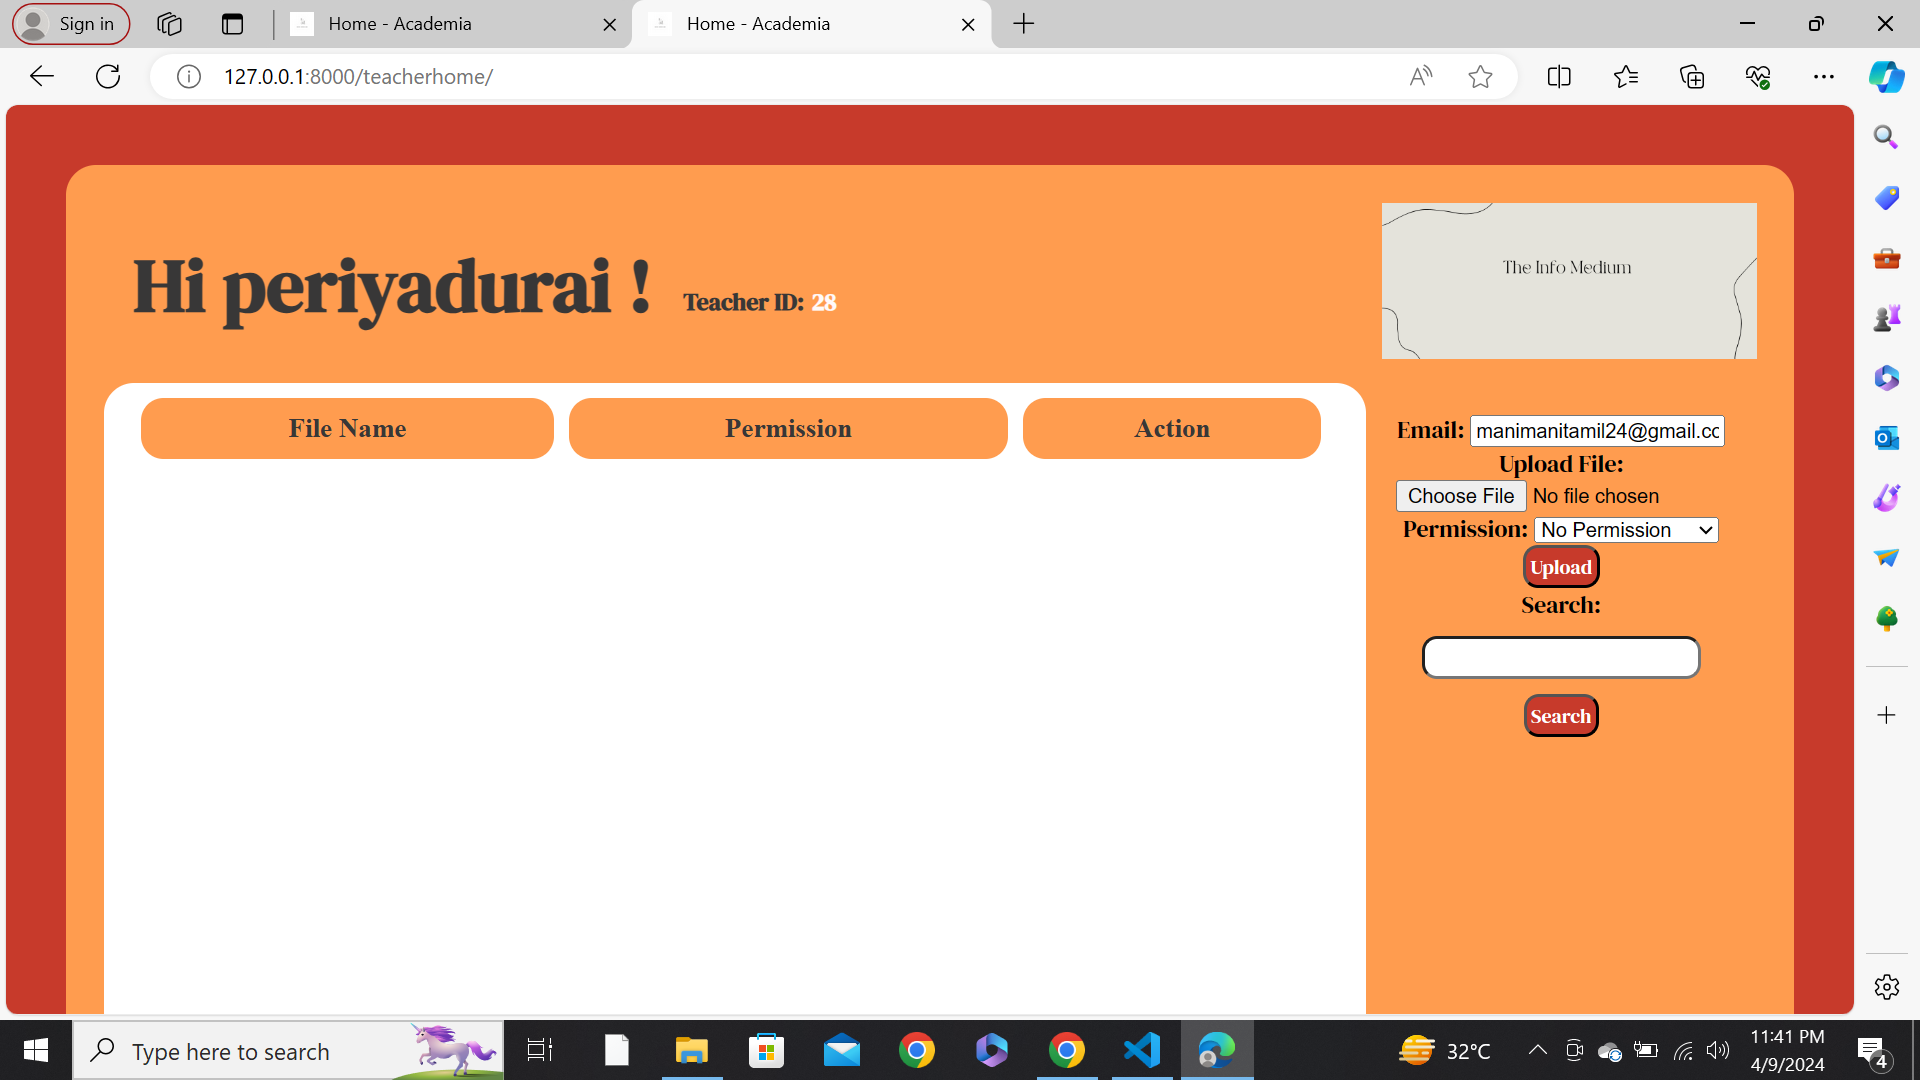 Sign in
Home - Academia
Home - Academia
127.0.0.1:8000/teacherhome/
The Info Medium
Hi periyadurai !
Teacher ID: 28
File Name
Permission
Action
Email: manimanitamil24@gmail.co
Upload File:
Choose File No file chosen
Permission: No Permission
Upload
Search:
Search
Type here to search
32°C
11:41 PM
4/9/2024
4